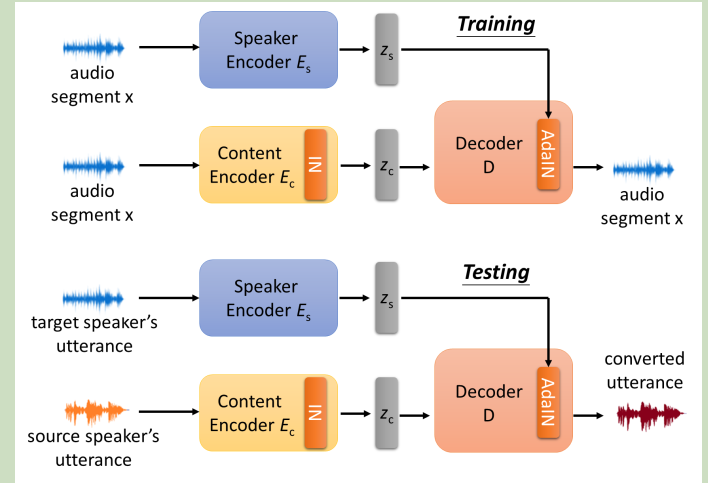 Training
Speaker
Encoder Es
zs
audio
segment x
Content
Encoder Ec
IN
zc
Decoder
D
AdaIN
audio
segment x
audio
segment x
Testing
Speaker
Encoder Es
zs
target speaker's
utterance
Content
Encoder Ec
IN
zc
Decoder
D
AdaIN
converted
utterance
source speaker's
utterance